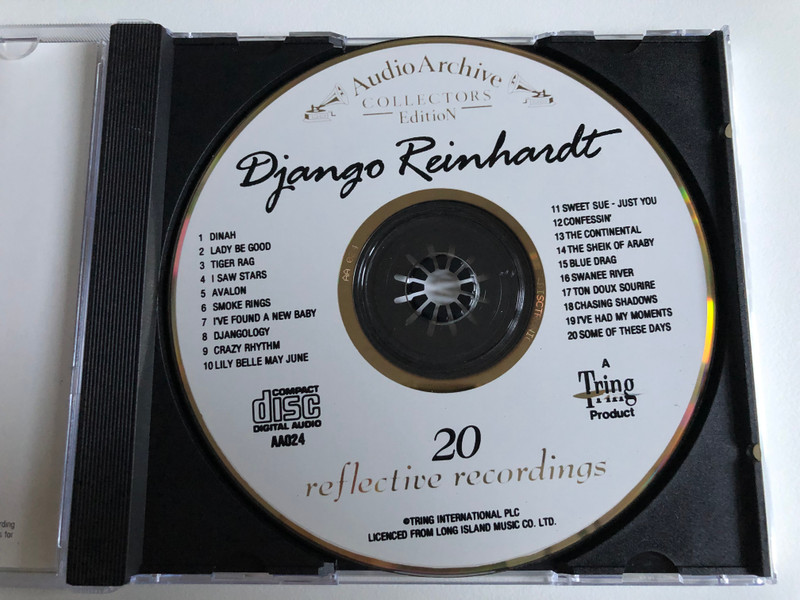 Audio Archive
COLLECTORS
EditioN
Django Reinhardt
1 DINAH
2 LADY BE GOOD
3 TIGER RAG
4 I SAW STARS
5 AVALON
6 SMOKE RINGS
7 I'VE FOUND A NEW BABY
8 DJANGOLOGY
9 CRAZY RHYTHM
10 LILY BELLE MAY JUNE
11 SWEET SUE - JUST YOU
12 CONFESSIN'
13 THE CONTINENTAL
14 THE SHEIK OF ARABY
15 BLUE DRAG
16 SWANEE RIVER
17 TON DOUX SOURIRE
18 CHASING SHADOWS
19 I'VE HAD MY MOMENTS
20 SOME OF THESE DAYS
COMPACT
disc
DIGITAL AUDIO
AA024
A
Tring
Product
20
reflective recordings
©TRING INTERNATIONAL PLC
LICENCED FROM LONG ISLAND MUSIC CO. LTD.